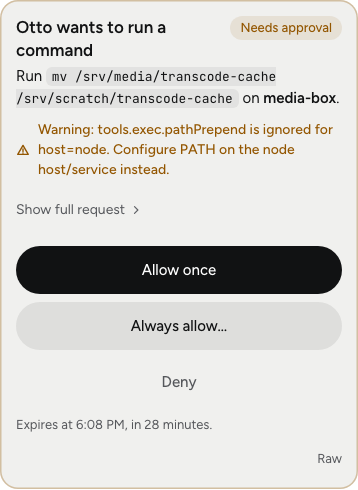 Otto wants to run a
command
Needs approval
Run mv /srv/media/transcode-cache
/srv/scratch/transcode-cache on media-box.
Warning: tools.exec.pathPrepend is ignored for
host=node. Configure PATH on the node
host/service instead.
Show full request
Allow once
Always allow...
Deny
Expires at 6:08 PM, in 28 minutes.
Raw